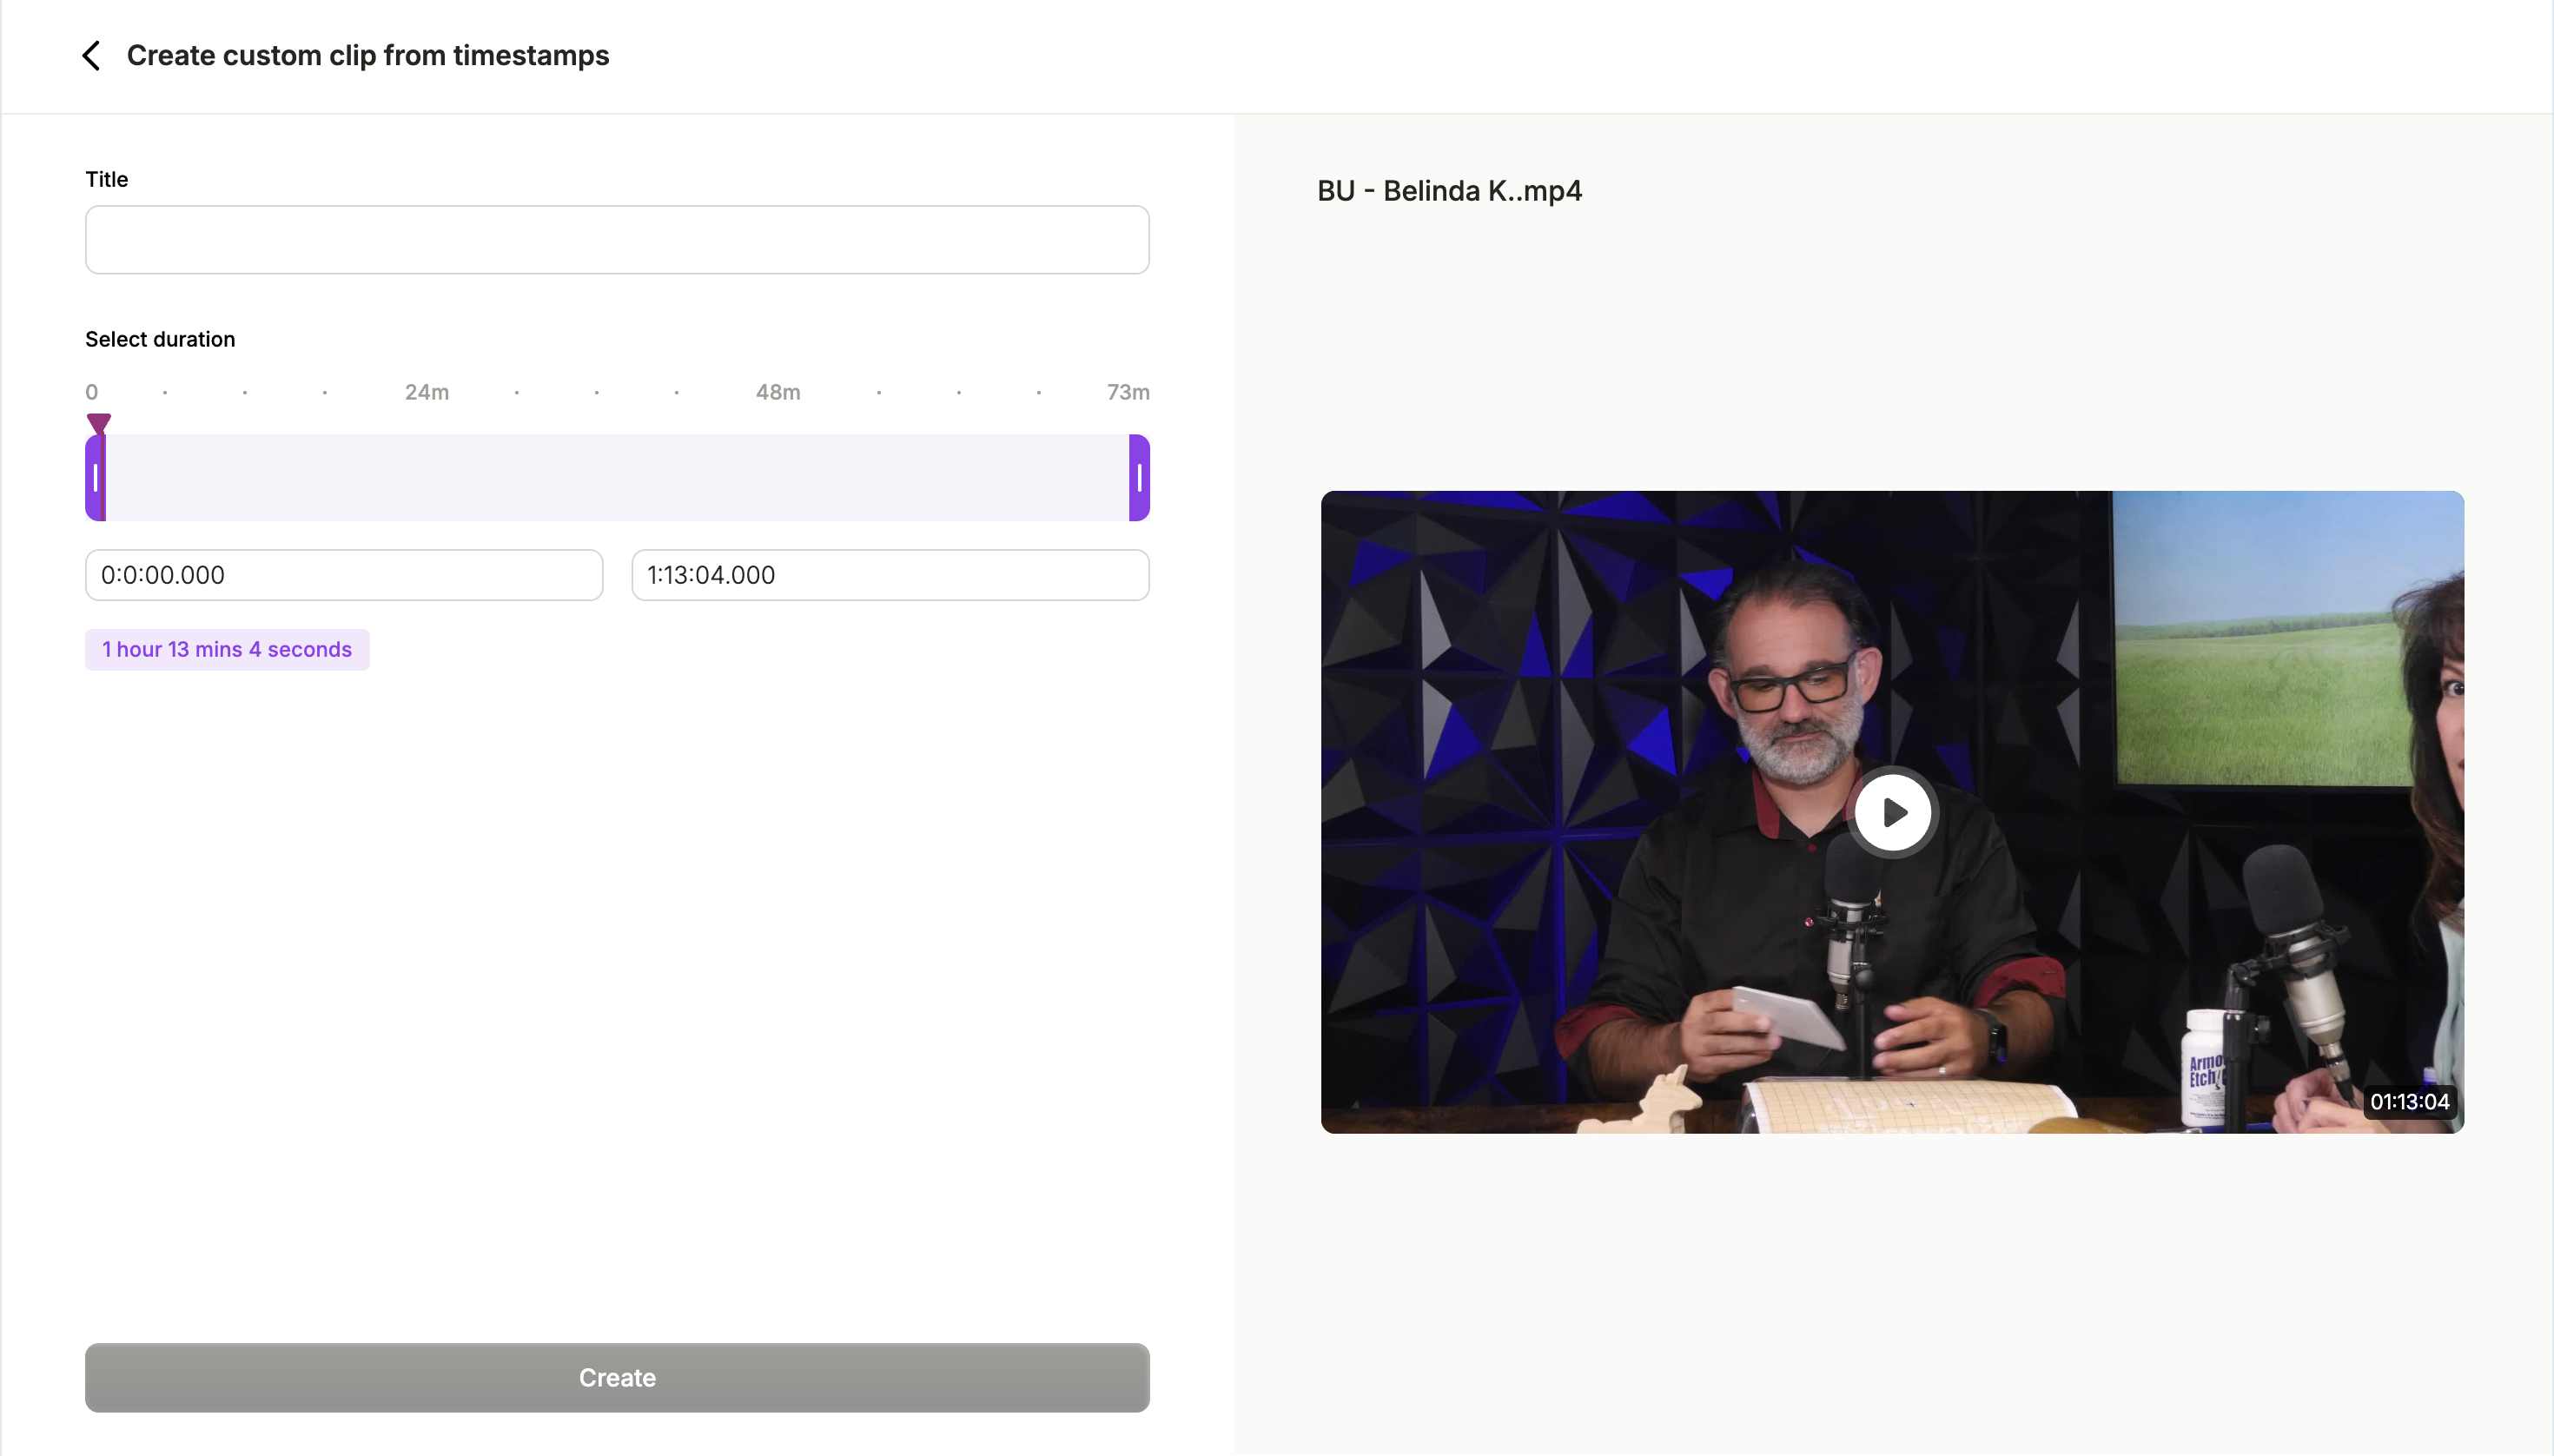 Create custom clip from timestamps
Title
Select duration
0 24m 48m 73m
0:0:00.000 1:13:04.000
1 hour 13 mins 4 seconds
Create
BU - Belinda K..mp4
Armo
Etch
01:13:04